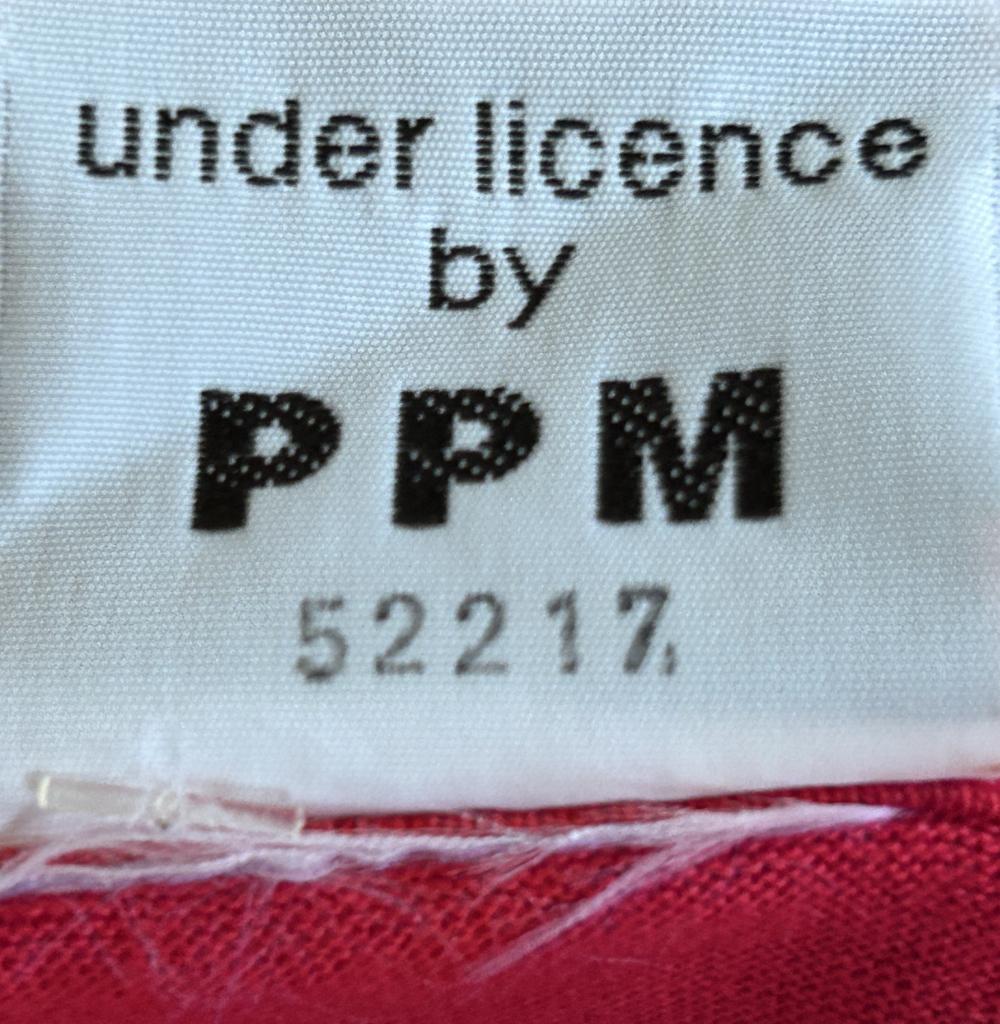 under licence
by
PPM
52217